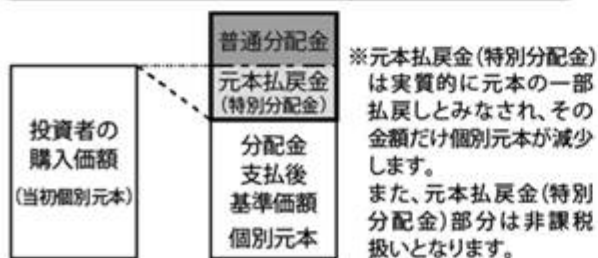 普通分配金
元本払戻金
(特別分配金)
投資者の
購入価額
(当初個別元本)
分配金
支払後
基準価額
個別元本
※元本払戻金(特別分配金)
は実質的に元本の一部
払戻しとみなされ、その
金額だけ個別元本が減少
します。
また、元本払戻金(特別
分配金)部分は非課税
扱いとなります。